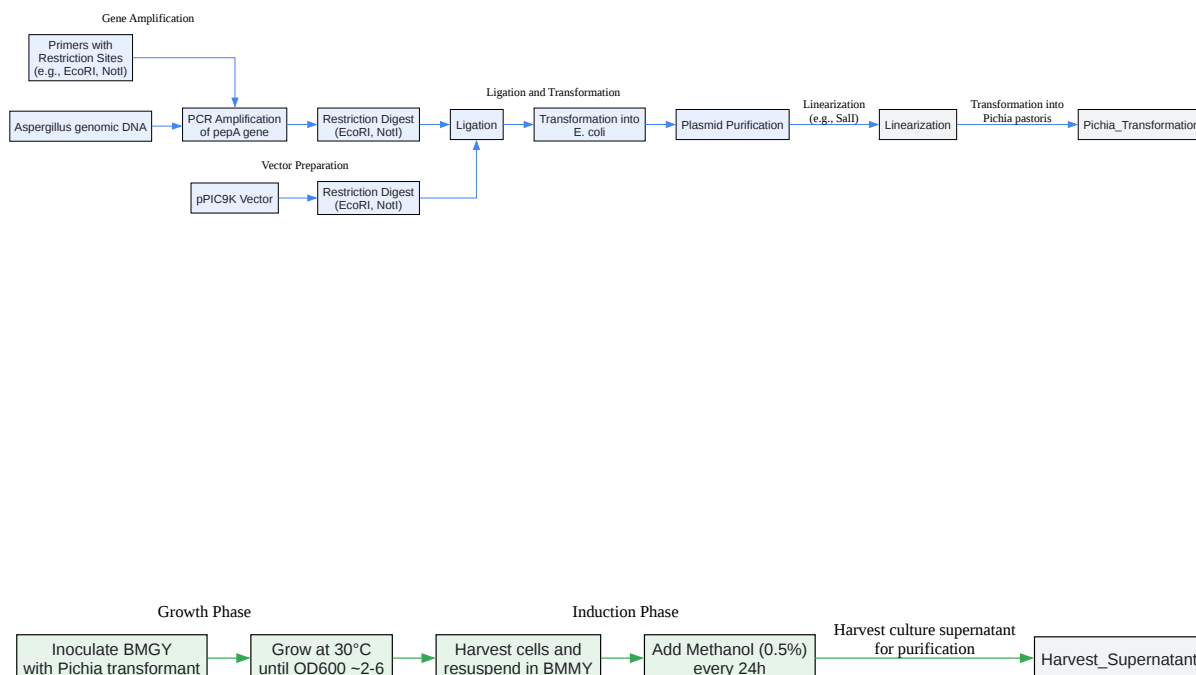 Gene Amplification
Primers with
Restriction Sites
(e.g., EcoRI, NotI)
Aspergillus genomic DNA
PCR Amplification
of pepA gene
Restriction Digest
(EcoRI, NotI)
Vector Preparation
pPIC9K Vector
Restriction Digest
(EcoRI, NotI)
Ligation and Transformation
Ligation
Transformation into
E. coli
Plasmid Purification
Linearization
(e.g., SalI)
Linearization
Transformation into
Pichia pastoris
Pichia_Transformation
Growth Phase
Inoculate BMGY
with Pichia transformant
Grow at 30°C
until OD600 ~2-6
Induction Phase
Harvest cells and
resuspend in BMMY
Add Methanol (0.5%)
every 24h
Harvest culture supernatant
for purification
Harvest_Supernatant